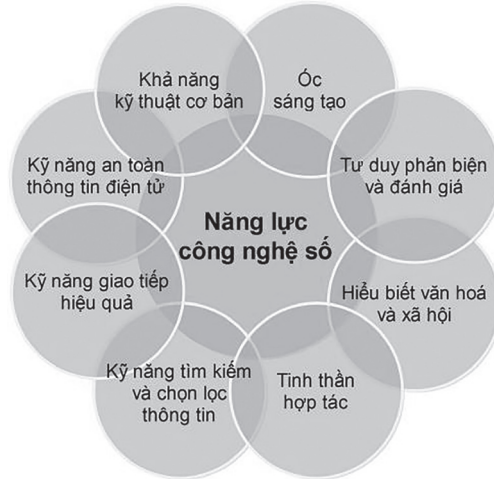 Khả năng
kỹ thuật cơ bản
Óc
sáng tạo
Tư duy phản biện
và đánh giá
Hiểu biết văn hoá
và xã hội
Tinh thần
hợp tác
Kỹ năng tìm kiếm
và chọn lọc
thông tin
Kỹ năng giao tiếp
hiệu quả
Kỹ năng an toàn
thông tin điện tử
Năng lực
công nghệ số